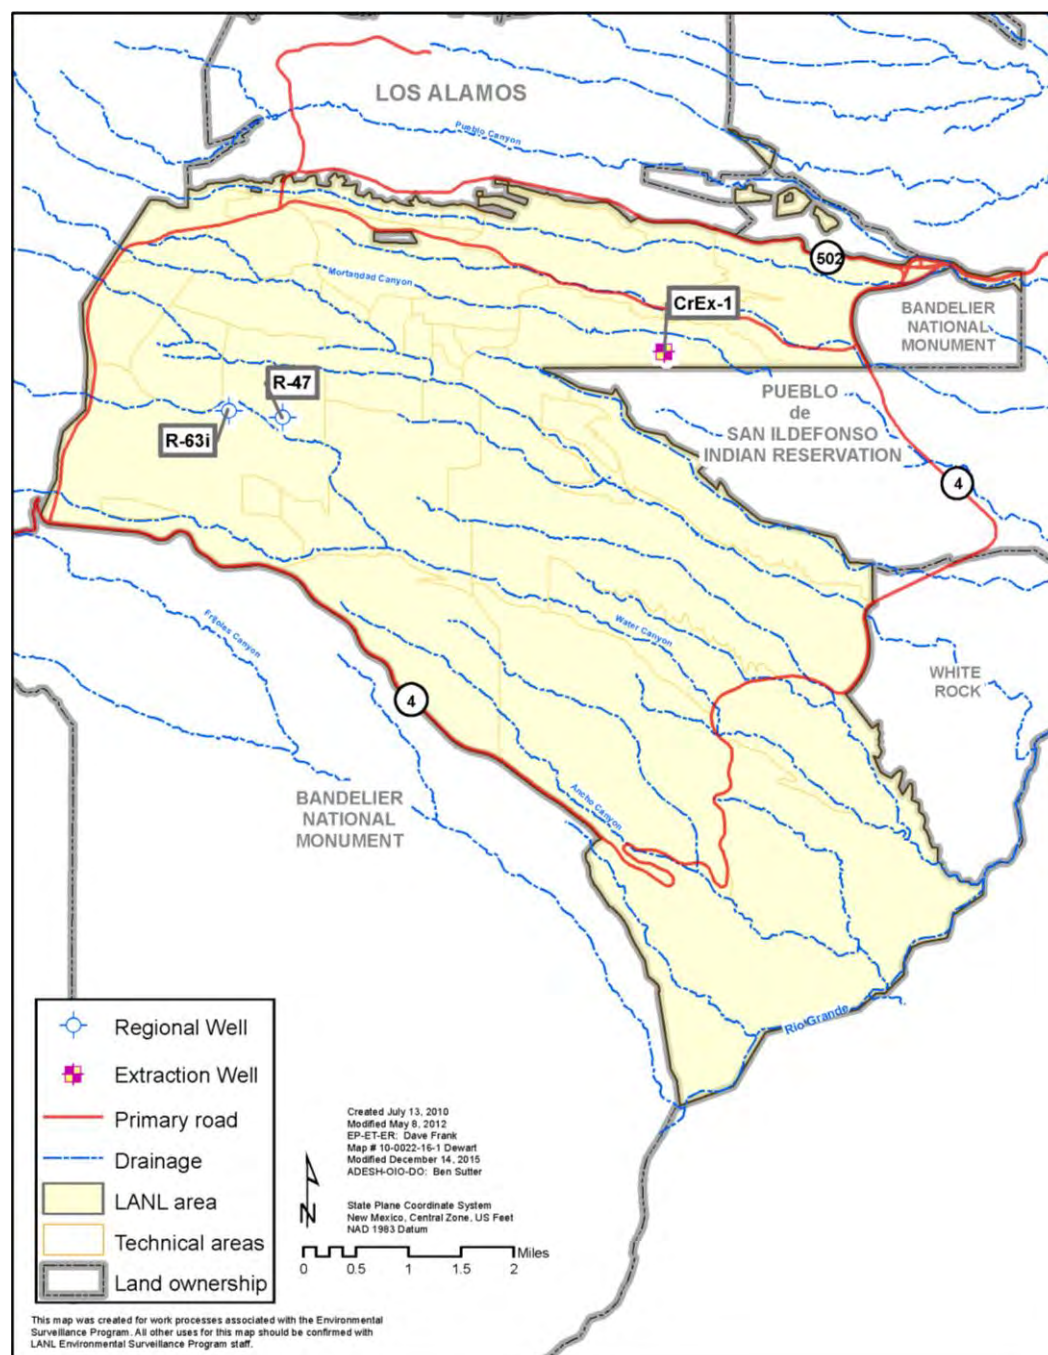 LOS ALAMOS
Pueblo Canyon
502
Mortandad Canyon
CrEx-1
BANDELIER
NATIONAL
MONUMENT
R-47
PUEBLO
de
SAN ILDEFONSO
INDIAN RESERVATION
R-63i
4
Frijoles Canyon
Water Canyon
WHITE
ROCK
4
Ancho Canyon
BANDELIER
NATIONAL
MONUMENT
Rio Grande
Regional Well
Extraction Well
Primary road
Drainage
LANL area
Technical areas
Land ownership
Created July 13, 2010
Modified May 8, 2012
EP-ET-ER: Dave Frank
Map # 10-0022-16-1 Dewart
Modified December 14, 2015
ADESH-OIO-DO: Ben Sutter
N
State Plane Coordinate System
New Mexico, Central Zone, US Feet
NAD 1983 Datum
Miles
0 0.5 1 1.5 2
This map was created for work processes associated with the Environmental
Surveillance Program. All other uses for this map should be confirmed with
LANL Environmental Surveillance Program staff.